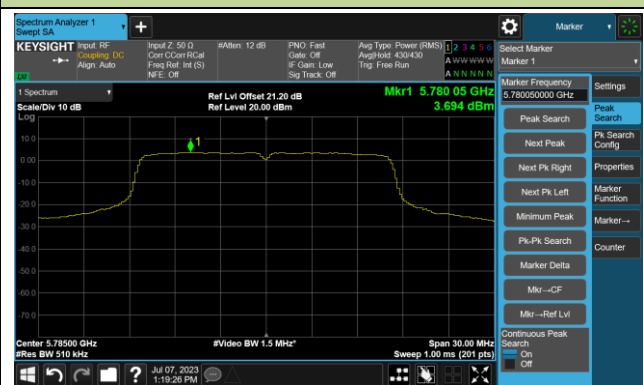 Spectrum Analyzer 1
Swept SA
Marker
KEYSIGHT
Input: RF
Coupling: DC
Align: Auto
Input Z: 50 Ω
Corr CCorr RCal
Freq Ref: Int (S)
NFE: Off
#Atten: 12 dB
PNO: Fast
Gate: Off
IF Gain: Low
Sig Track: Off
Avg Type: Power (RMS)
Avg|Hold: 430/430
Trig: Free Run
1 2 3 4 5 6
A W W W W W
A N N N N N
Select Marker
Marker 1
1 Spectrum
Scale/Div 10 dB
Log
Ref Lvl Offset 21.20 dB
Ref Level 20.00 dBm
Mkr1 5.780 05 GHz
3.694 dBm
1
10.0
0.00
-10.0
-20.0
-30.0
-40.0
-50.0
-60.0
-70.0
Center 5.78500 GHz
#Res BW 510 kHz
#Video BW 1.5 MHz*
Span 30.00 MHz
Sweep 1.00 ms (201 pts)
Marker Frequency
5.780050000 GHz
Peak Search
Next Peak
Next Pk Right
Next Pk Left
Minimum Peak
Pk-Pk Search
Marker Delta
Mkr→CF
Mkr→Ref Lvl
Continuous Peak
Search
On
Off
Settings
Peak
Search
Pk Search
Config
Properties
Marker
Function
Marker→
Counter
Jul 07, 2023
1:19:26 PM